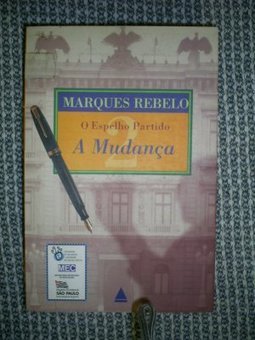 MARQUES REBELO
O Espelho Partido
2
A Mudança
MEC
SÃO PAULO